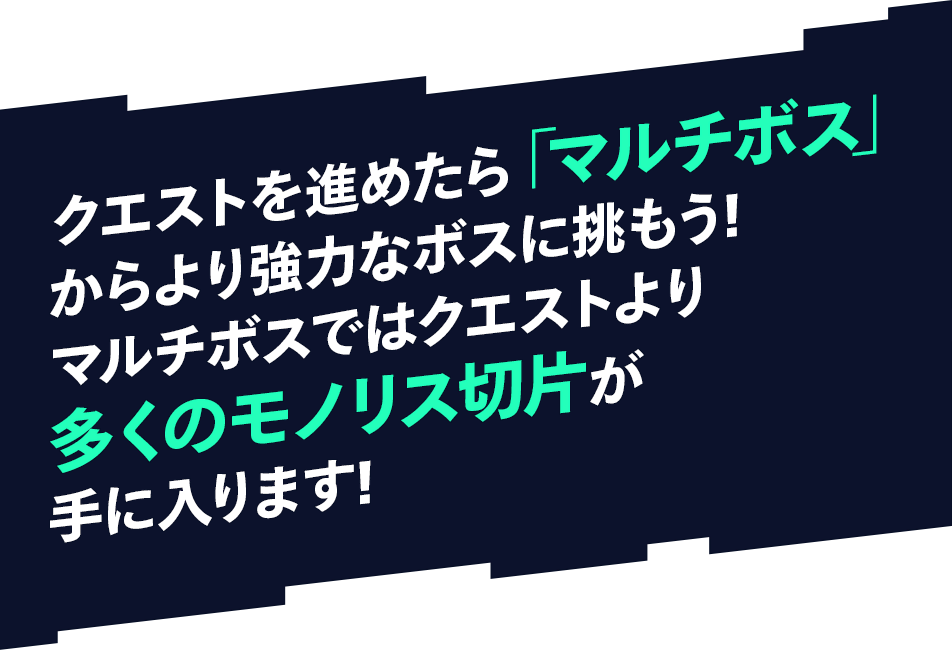 クエストを進めたら「マルチボス」
からより強力なボスに挑もう!
マルチボスではクエストより
多くのモノリス切片が
手に入ります!